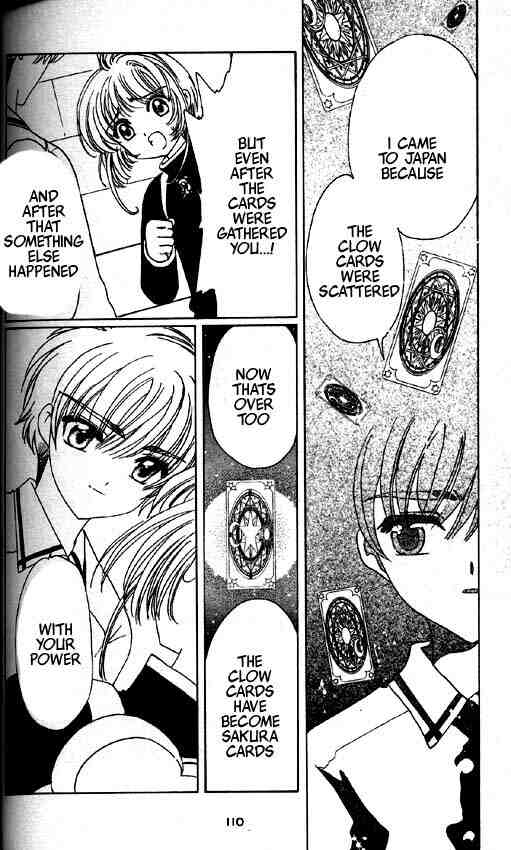 I CAME
TO JAPAN
BECAUSE
THE
CLOW
CARDS
WERE
SCATTERED
BUT
EVEN
AFTER
THE
CARDS
WERE
GATHERED
YOU...!
AND
AFTER
THAT
SOMETHING
ELSE
HAPPENED
NOW
THATS
OVER
TOO
THE
CLOW
CARDS
HAVE
BECOME
SAKURA
CARDS
WITH
YOUR
POWER
110